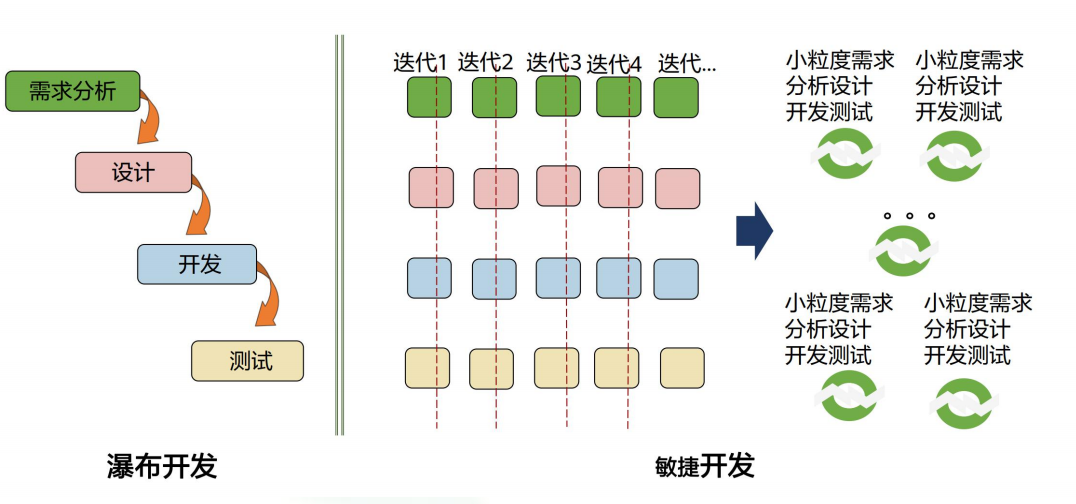 需求分析
设计
开发
测试
瀑布开发
迭代1 迭代2 迭代3 迭代4 迭代...
小粒度需求
分析设计
开发测试
小粒度需求
分析设计
开发测试
小粒度需求
分析设计
开发测试
小粒度需求
分析设计
开发测试
敏捷开发